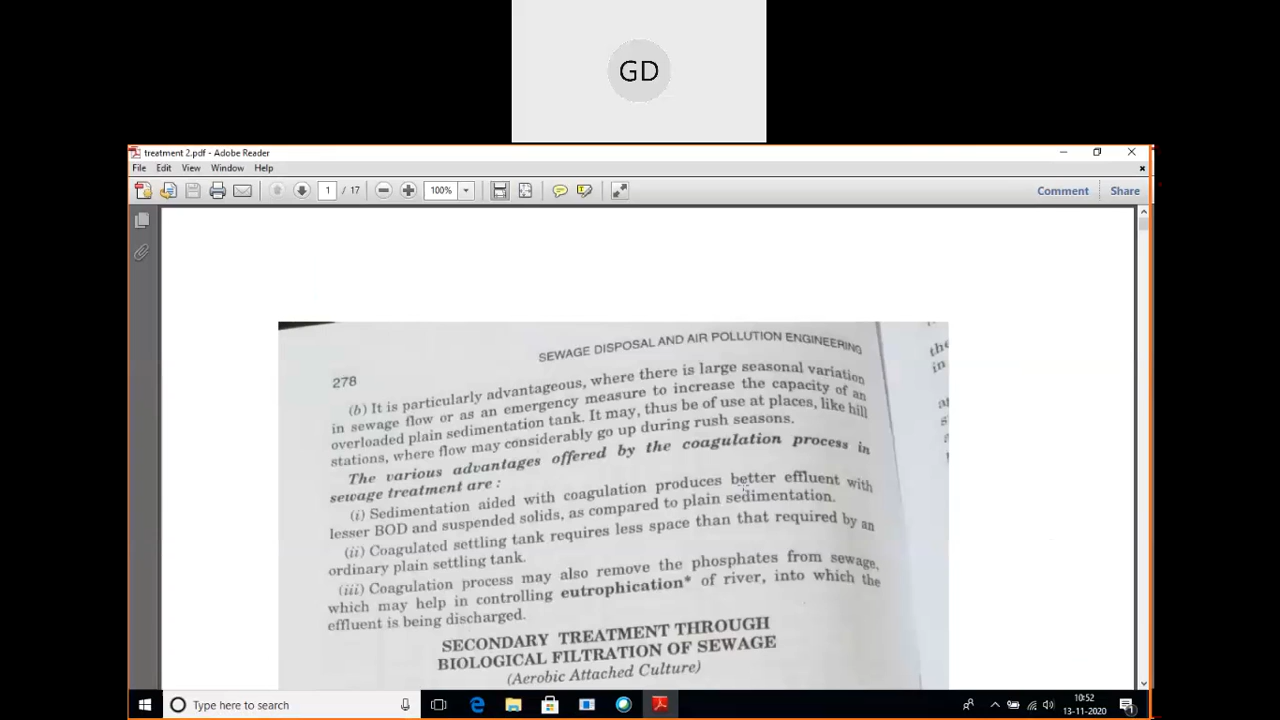 GD
treatment 2.pdf - Adobe Reader
File Edit View Window Help
1 / 17 100% Comment Share
SEWAGE DISPOSAL AND AIR POLLUTION ENGINEERING
278
(b) It is particularly advantageous, where there is large seasonal variation
in sewage flow or as an emergency measure to increase the capacity of an
overloaded plain sedimentation tank. It may, thus be of use at places, like hill
stations, where flow may considerably go up during rush seasons.
The various advantages offered by the coagulation process in
sewage treatment are :
(i) Sedimentation aided with coagulation produces better effluent with
lesser BOD and suspended solids, as compared to plain sedimentation.
(ii) Coagulated settling tank requires less space than that required by an
ordinary plain settling tank.
(iii) Coagulation process may also remove the phosphates from sewage,
which may help in controlling eutrophication* of river, into which the
effluent is being discharged.
SECONDARY TREATMENT THROUGH
BIOLOGICAL FILTRATION OF SEWAGE
(Aerobic Attached Culture)
the
in
Type here to search
10:52
13-11-2020